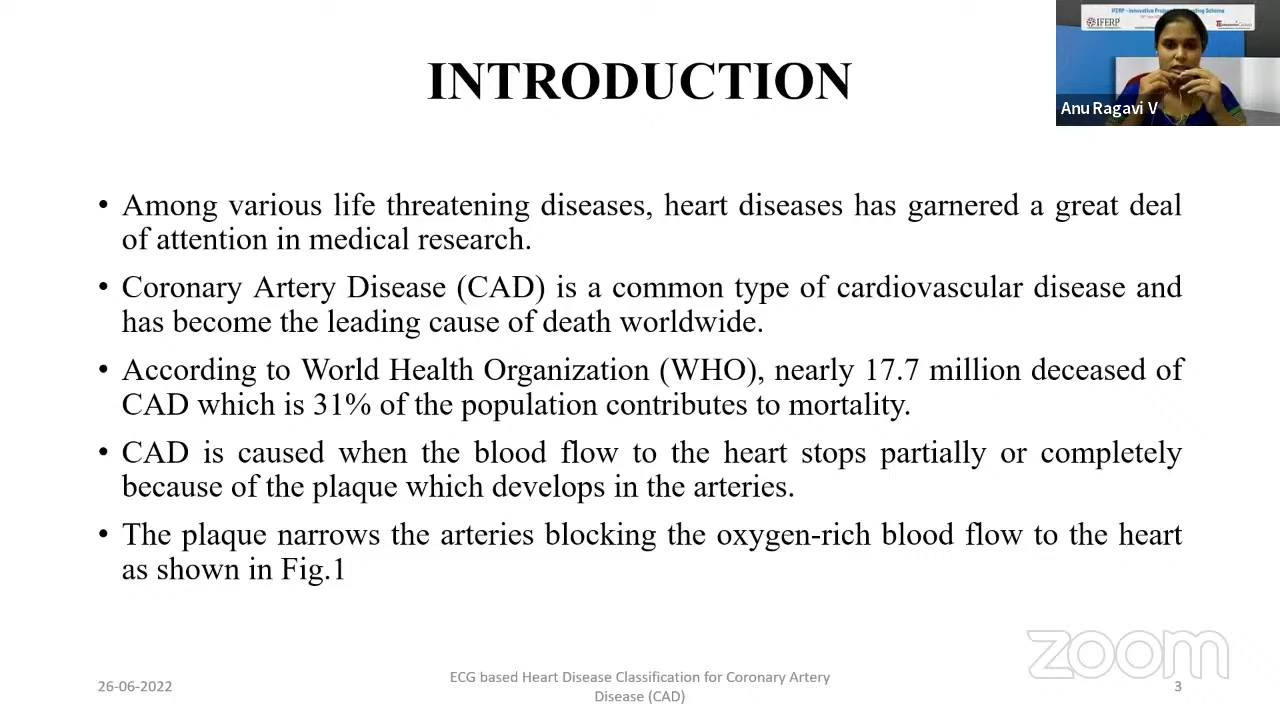 INTRODUCTION
IFERP
Anu Ragavi V
• Among various life threatening diseases, heart diseases has garnered a great deal
of attention in medical research.
• Coronary Artery Disease (CAD) is a common type of cardiovascular disease and
has become the leading cause of death worldwide.
• According to World Health Organization (WHO), nearly 17.7 million deceased of
CAD which is 31% of the population contributes to mortality.
• CAD is caused when the blood flow to the heart stops partially or completely
because of the plaque which develops in the arteries.
• The plaque narrows the arteries blocking the oxygen-rich blood flow to the heart
as shown in Fig.1
zoom
26-06-2022
ECG based Heart Disease Classification for Coronary Artery
Disease (CAD)
3